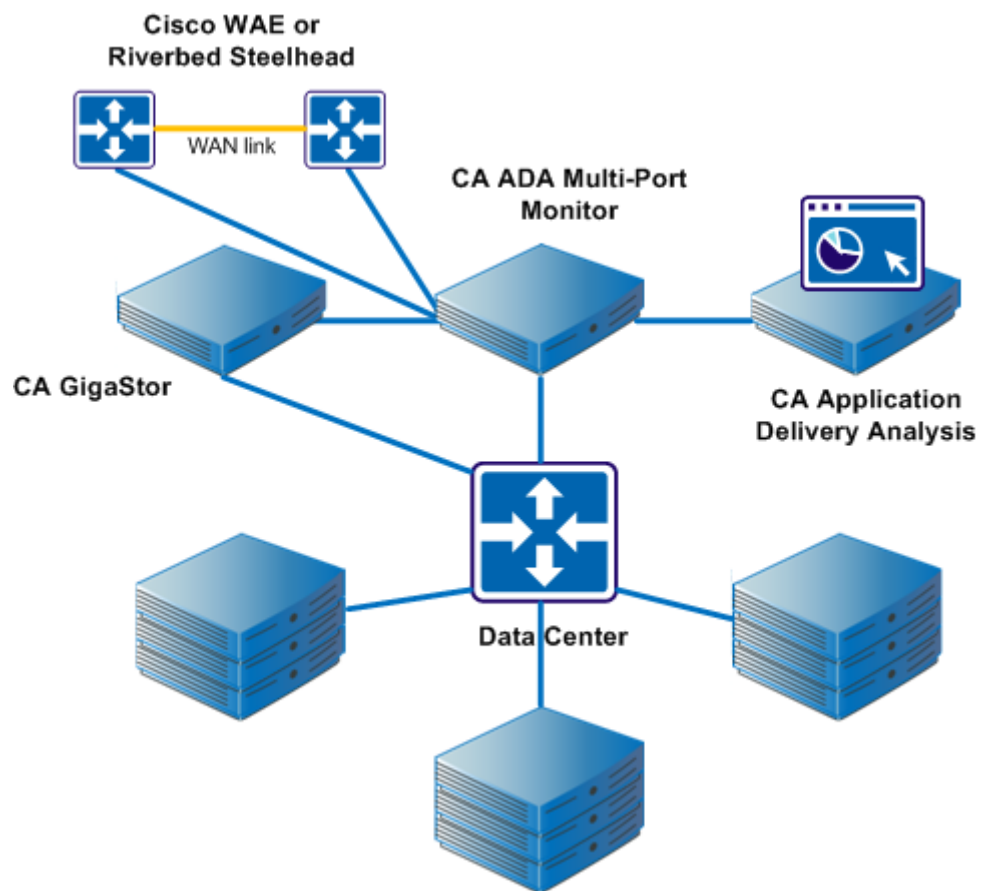 Cisco WAE or
Riverbed Steelhead
WAN link
CA ADA Multi-Port
Monitor
CA GigaStor
CA Application
Delivery Analysis
Data Center